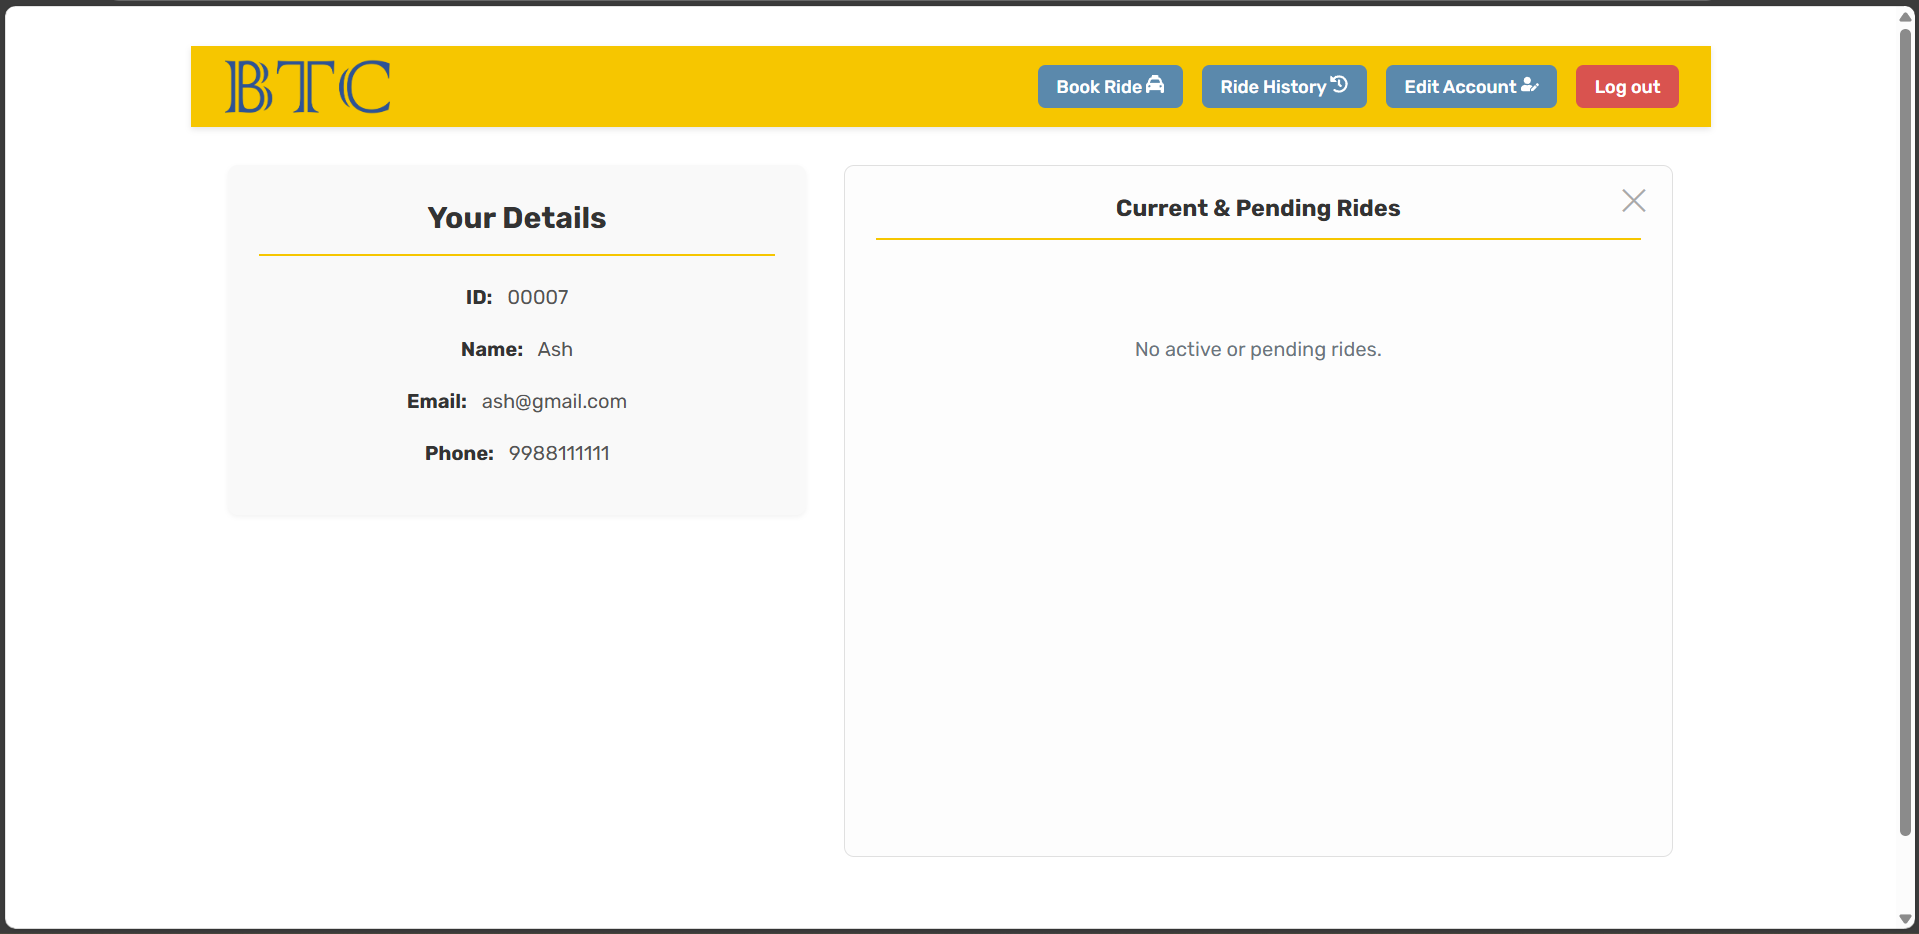 BTC
Book Ride
Ride History
Edit Account
Log out
Your Details
ID: 00007
Name: Ash
Email: ash@gmail.com
Phone: 9988111111
Current & Pending Rides
No active or pending rides.